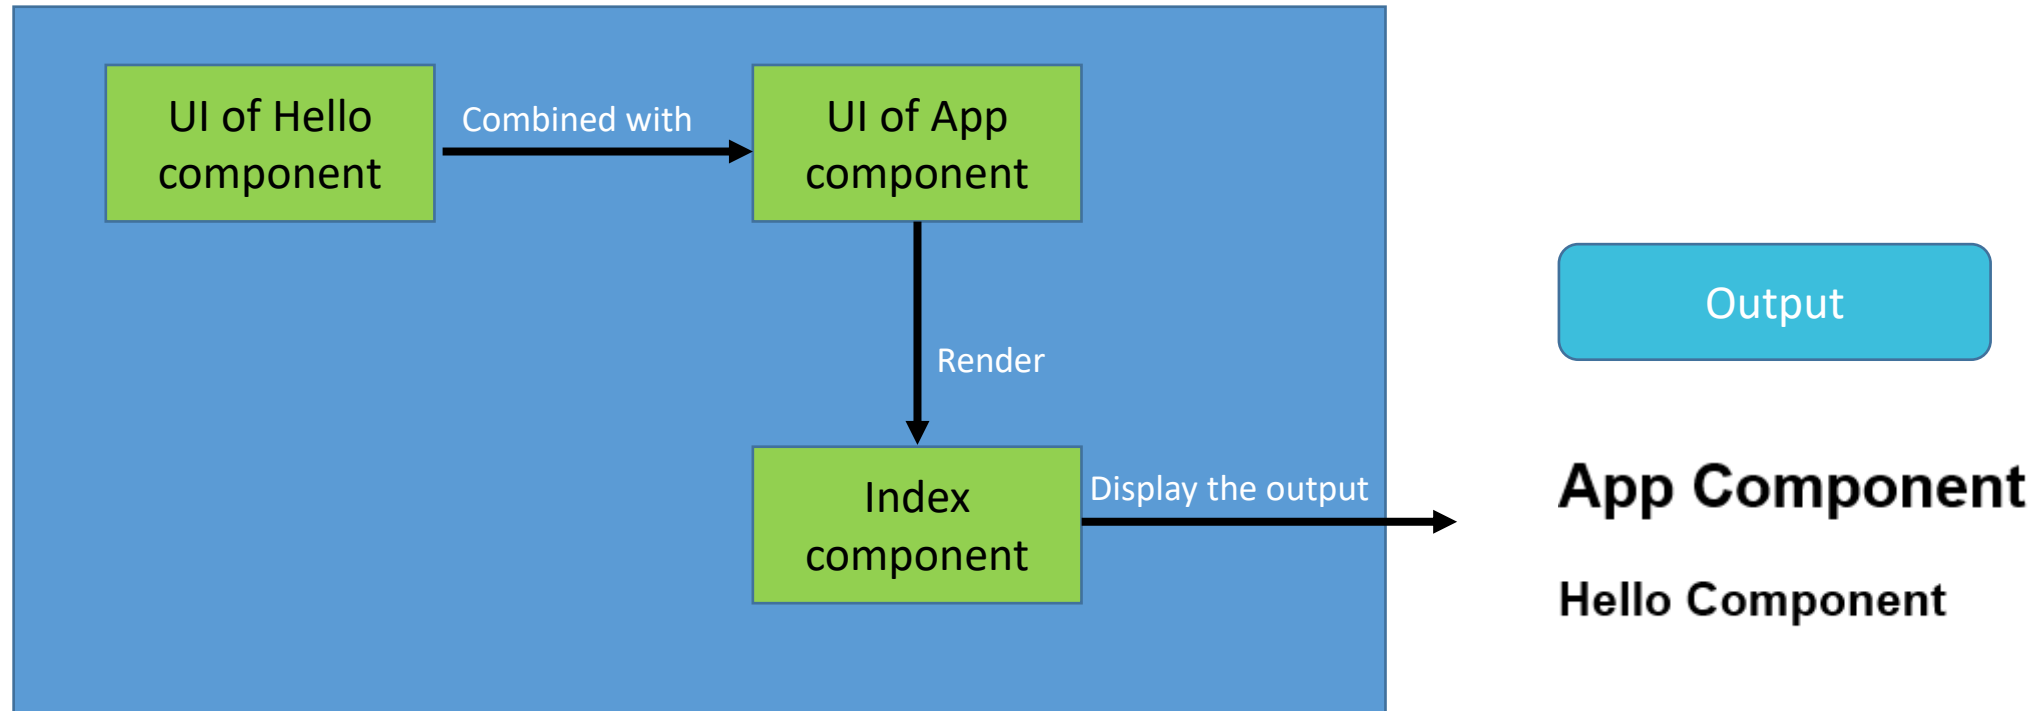 UI of Hello
component
Combined with
UI of App
component
Render
Index
component
Display the output
Output
App Component
Hello Component